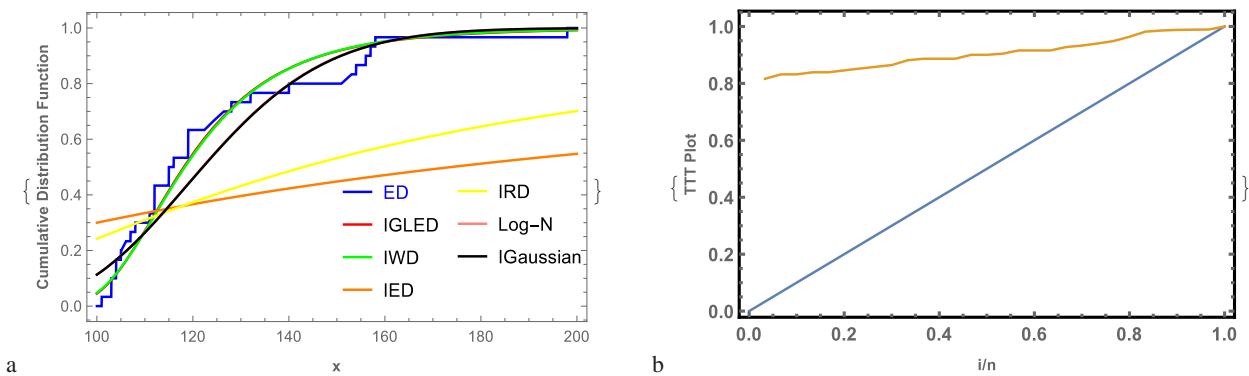 Cumulative Distribution Function
1.0
0.8
0.6
0.4
0.2
0.0
{
}
ED
IGLED
IWD
IED
IRD
Log-N
IGaussian
100 120 140 160 180 200
x
a
TTT Plot
1.0
0.8
0.6
0.4
0.2
0.0
{
}
0.0 0.2 0.4 0.6 0.8 1.0
i/n
b